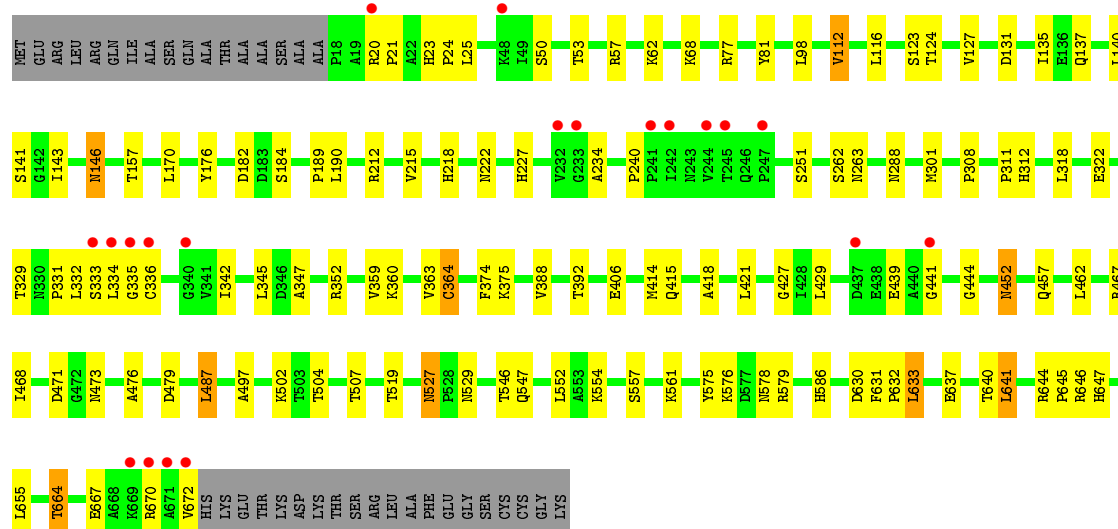 MET GLU ARG LEU ARG GLN ILE ALA SER GLN ALA THR ALA ALA SER ALA ALA P18 A19 R20 P21 A22 H23 P24 L25 K48 I49 S50 T53 R57 K62 K68 R77 Y81 L98 V112 L116 S123 T124 V127 D131 I135 E136 Q137 L140
S141 G142 I143 N146 T157 L170 Y176 D182 D183 S184 P189 L190 R212 V215 H218 N222 H227 V232 G233 A234 P240 P241 I242 N243 V244 T245 Q246 P247 S251 S262 N263 N288 M301 P308 P311 H312 L318 E322
T329 N330 P331 L332 S333 L334 G335 C336 G340 V341 I342 L345 D346 A347 R352 V359 K360 V363 C364 F374 K375 V388 T392 E406 M414 Q415 A418 L421 G427 I428 L429 D437 E438 E439 A440 G441 G444 N452 Q457 L462 R467
I468 D471 G472 N473 A476 D479 L487 A497 K502 T503 T504 T507 T519 N527 P528 N529 T546 Q547 L552 A553 K554 S557 K561 Y575 K576 D577 N578 R579 H586 D630 F631 P632 L633 E637 T640 L641 R644 P645 R646 H647
L655 T664 E667 A668 K669 R670 A671 V672 HIS LYS GLU THR LYS ASP LYS THR SER ARG LEU ALA PHE GLU GLY SER CYS CYS GLY LYS